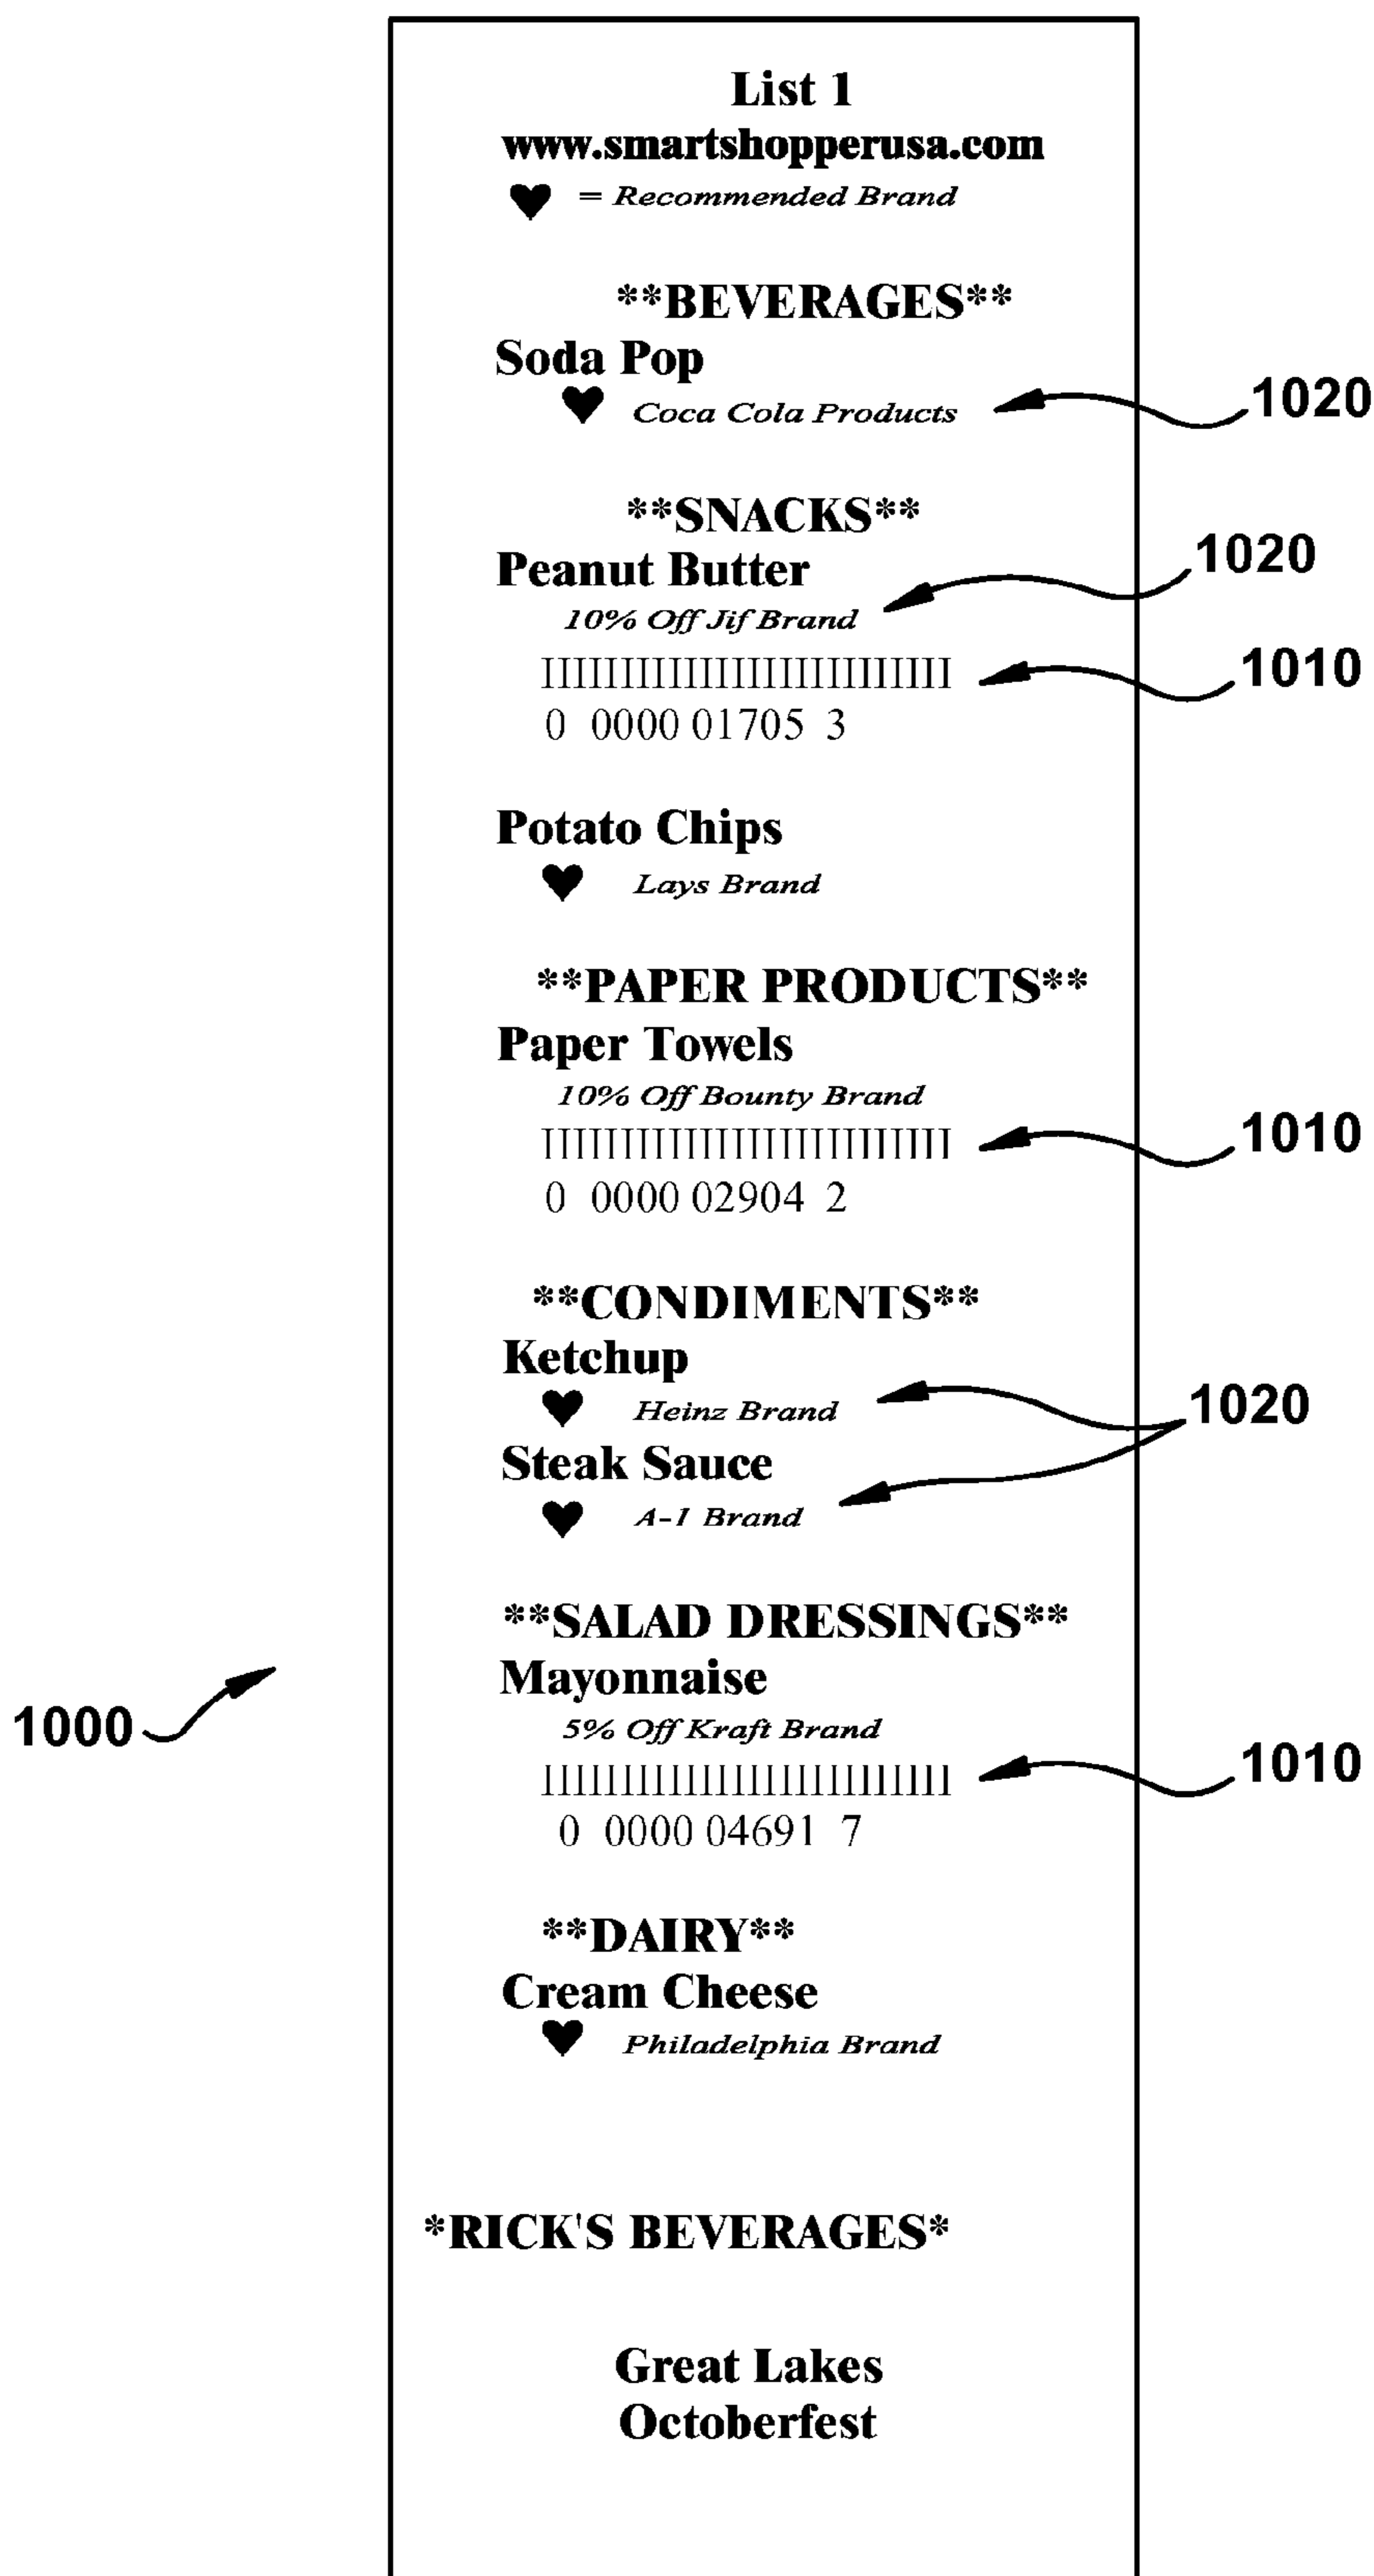 List 1
www.smartshopperusa.com
♥ = Recommended Brand
**BEVERAGES**
Soda Pop
♥ Coca Cola Products
1020
**SNACKS**
Peanut Butter
1020
10% Off Jif Brand
1010
0 0000 01705 3
Potato Chips
♥ Lays Brand
**PAPER PRODUCTS**
Paper Towels
10% Off Bounty Brand
1010
0 0000 02904 2
**CONDIMENTS**
Ketchup
♥ Heinz Brand
1020
Steak Sauce
♥ A-1 Brand
**SALAD DRESSINGS**
Mayonnaise
1000
5% Off Kraft Brand
1010
0 0000 04691 7
**DAIRY**
Cream Cheese
♥ Philadelphia Brand
*RICK'S BEVERAGES*
Great Lakes
Octoberfest